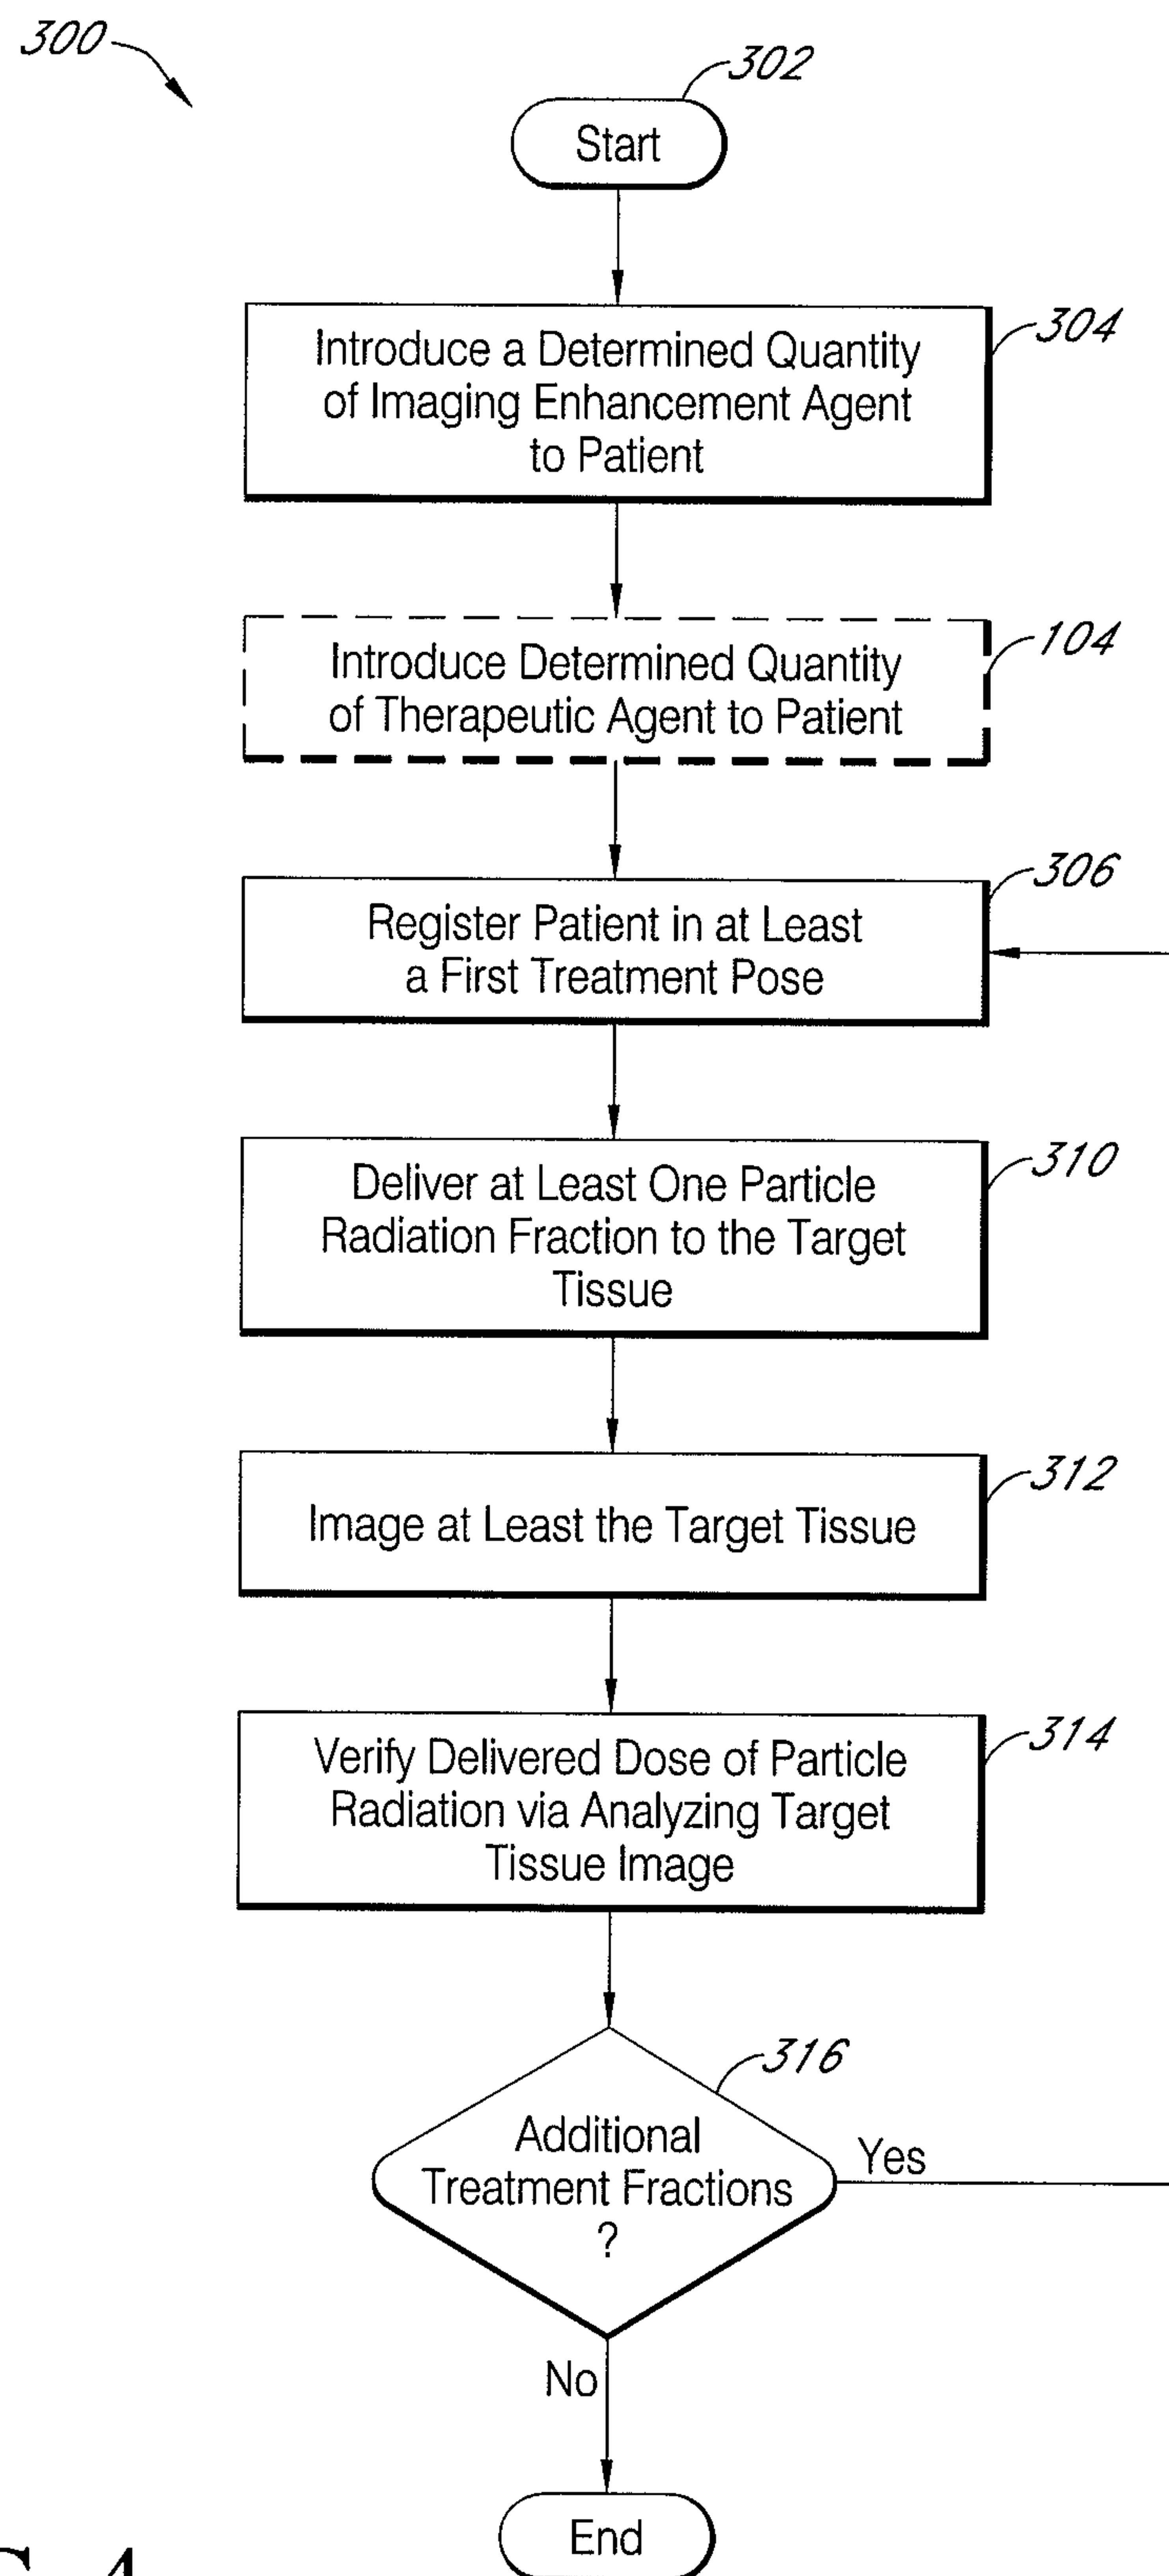 300
302
Start
304
Introduce a Determined Quantity
of Imaging Enhancement Agent
to Patient
104
Introduce Determined Quantity
of Therapeutic Agent to Patient
306
Register Patient in at Least
a First Treatment Pose
310
Deliver at Least One Particle
Radiation Fraction to the Target
Tissue
312
Image at Least the Target Tissue
314
Verify Delivered Dose of Particle
Radiation via Analyzing Target
Tissue Image
316
Additional
Treatment Fractions
?
Yes
No
End